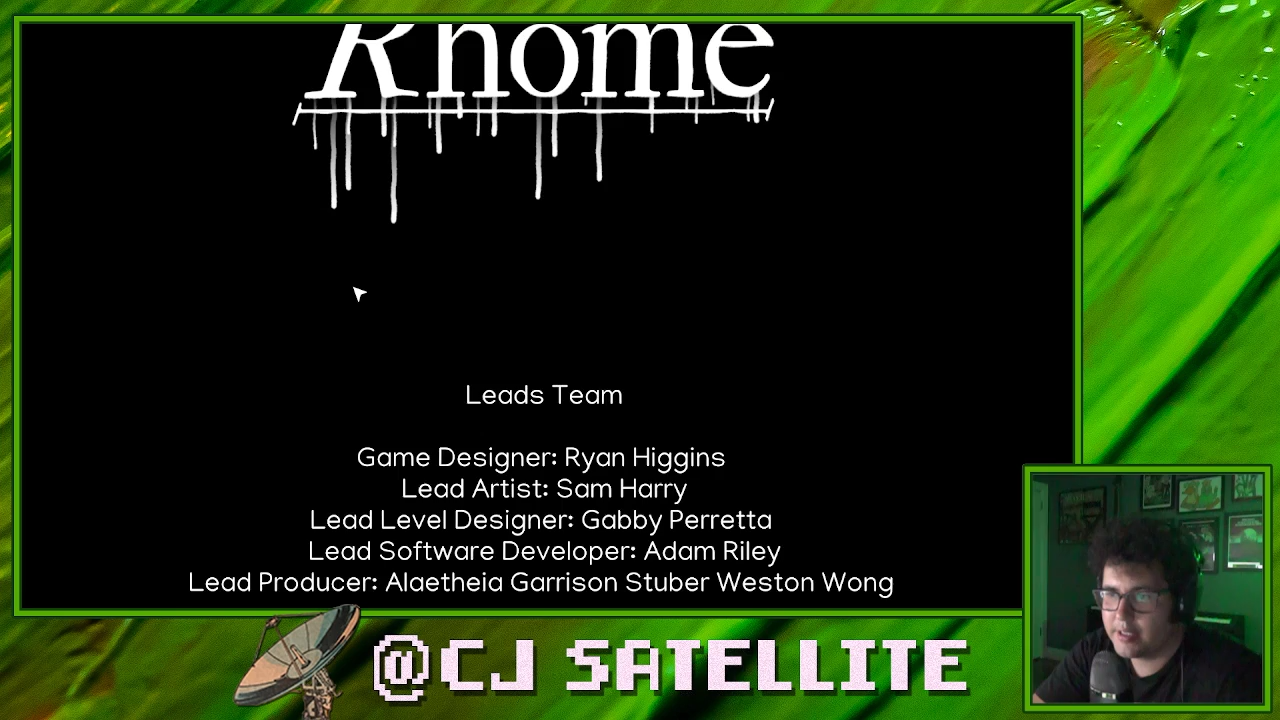 Rhome
Leads Team
Game Designer: Ryan Higgins
Lead Artist: Sam Harry
Lead Level Designer: Gabby Perretta
Lead Software Developer: Adam Riley
Lead Producer: Alaetheia Garrison Stuber Weston Wong
@CJ SATELLITE